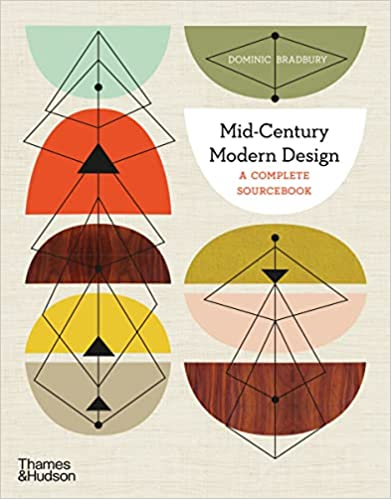 DOMINIC BRADBURY
Mid-Century
Modern Design
A COMPLETE
SOURCEBOOK
Thames
&Hudson